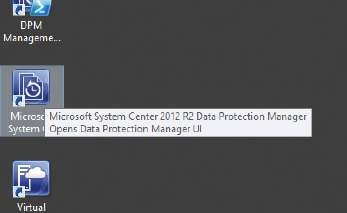 DPM
Manageme...
Microso
System C
Microsoft System Center 2012 R2 Data Protection Manager
Opens Data Protection Manager UI
Virtual